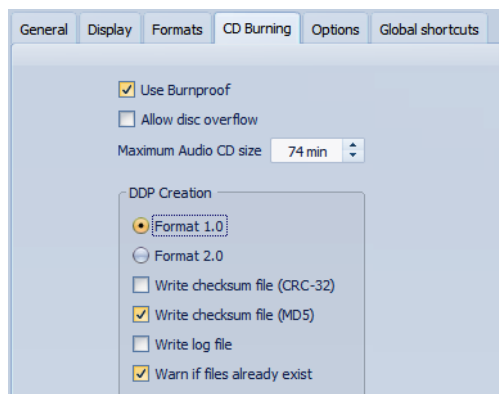 General Display Formats CD Burning Options Global shortcuts
Use Burnproof
Allow disc overflow
Maximum Audio CD size 74 min
DDP Creation
Format 1.0
Format 2.0
Write checksum file (CRC-32)
Write checksum file (MD5)
Write log file
Warn if files already exist